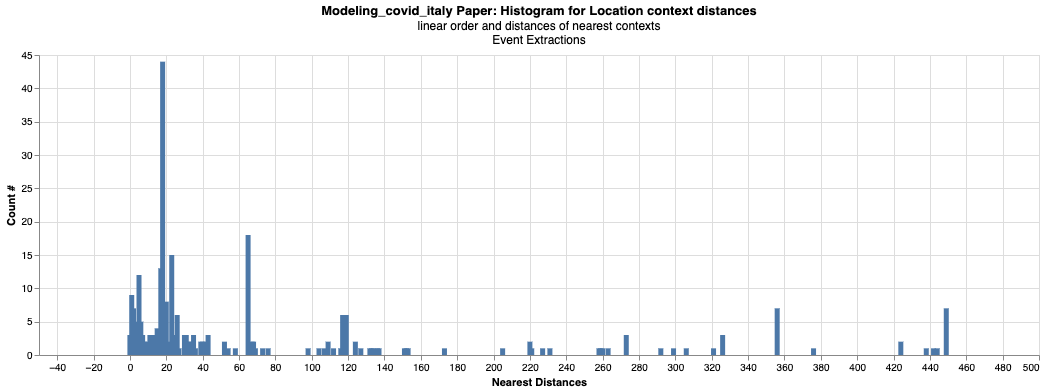 Modeling_covid_italy Paper: Histogram for Location context distances
linear order and distances of nearest contexts
Event Extractions
45
40
35
30
25
20
15
10
5
0
Count #
−40 −20 0 20 40 60 80 100 120 140 160 180 200 220 240 260 280 300 320 340 360 380 400 420 440 460 480 500
Nearest Distances